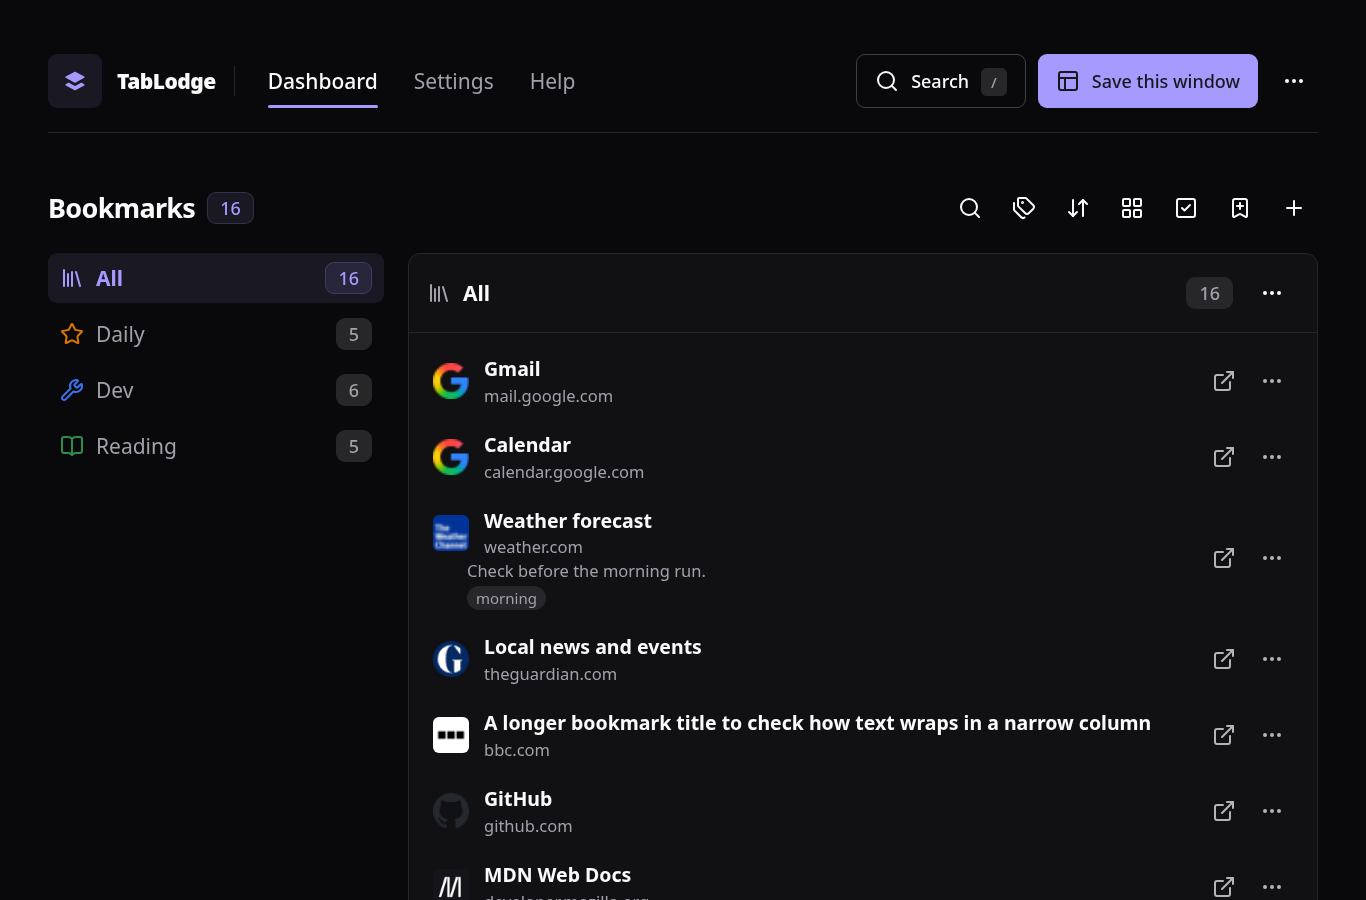 TabLodge
Dashboard
Settings
Help
Search /
Save this window
Bookmarks 16
All 16
Daily 5
Dev 6
Reading 5
All 16
Gmail
mail.google.com
Calendar
calendar.google.com
The
Weather
Channel
Weather forecast
weather.com
Check before the morning run.
morning
G
Local news and events
theguardian.com
A longer bookmark title to check how text wraps in a narrow column
bbc.com
GitHub
github.com
MDN Web Docs